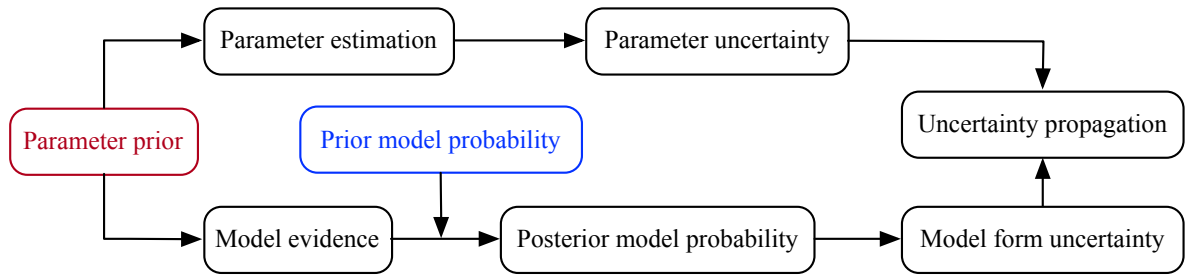 Parameter estimation
Parameter uncertainty
Parameter prior
Prior model probability
Uncertainty propagation
Model evidence
Posterior model probability
Model form uncertainty